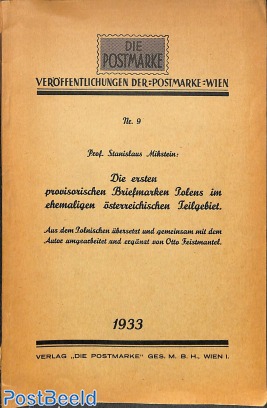 DIE
POSTMARKE
VERÖFFENTLICHUNGEN DER=POSTMARKE=WIEN
Nr. 9
Prof. Stanislaus Mikstein:
Die ersten
provisorischen Briefmarken Polens im
ehemaligen österreichischen Teilgebiet.
Aus dem Polnischen übersetzt und gemeinsam mit dem
Autor umgearbeitet und ergänzt von Otto Feistmantel.
1933
VERLAG „DIE POSTMARKE" GES. M. B. H., WIEN I.
PostBeeld